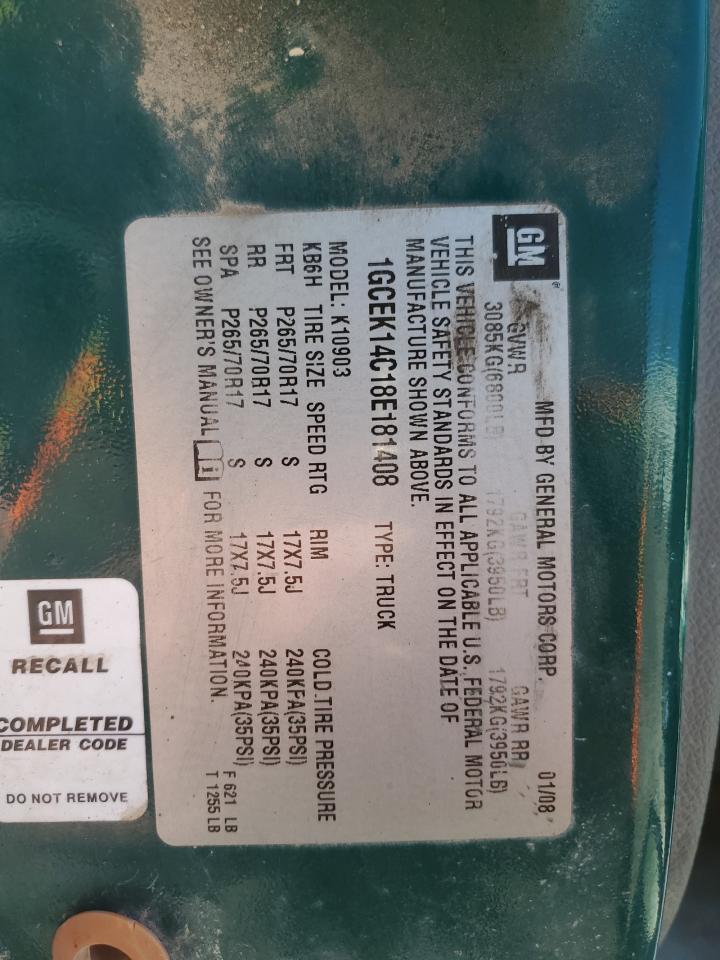 GM
MFD BY GENERAL MOTORS CORP. 01/08
GVWR GAWR FRT GAWR RR
3085KG(6800LB) 1792KG(3950LB) 1792KG(3950LB)
THIS VEHICLE CONFORMS TO ALL APPLICABLE U.S. FEDERAL MOTOR
VEHICLE SAFETY STANDARDS IN EFFECT ON THE DATE OF
MANUFACTURE SHOWN ABOVE.
1GCEK14C18E181408 TYPE: TRUCK
MODEL: K10903
KB6H TIRE SIZE SPEED RTG RIM COLD TIRE PRESSURE
FRT P265/70R17 S 17X7.5J 240KPA(35PSI)
RR P265/70R17 S 17X7.5J 240KPA(35PSI)
SPA P265/70R17 S 17X7.5J 240KPA(35PSI)
SEE OWNER'S MANUAL FOR MORE INFORMATION.
F 621 LB
T 1255 LB
GM
RECALL
COMPLETED
DEALER CODE
DO NOT REMOVE